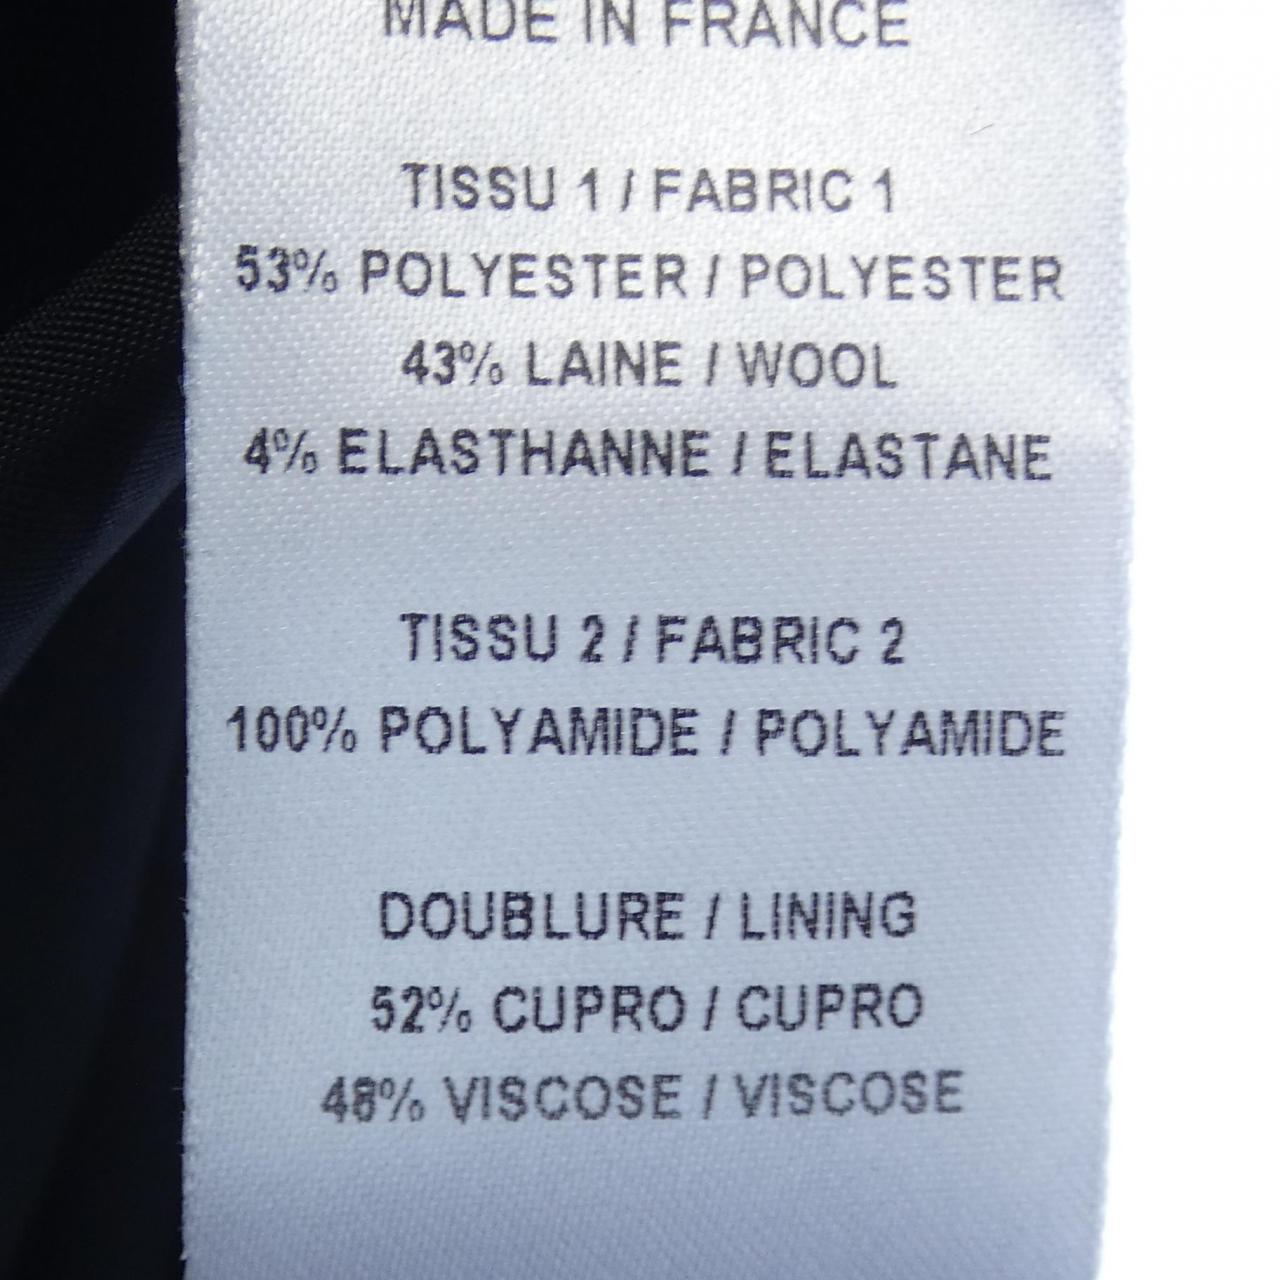 MADE IN FRANCE
TISSU 1 / FABRIC 1
53% POLYESTER / POLYESTER
43% LAINE / WOOL
4% ELASTHANNE / ELASTANE
TISSU 2 / FABRIC 2
100% POLYAMIDE / POLYAMIDE
DOUBLURE / LINING
52% CUPRO / CUPRO
48% VISCOSE / VISCOSE